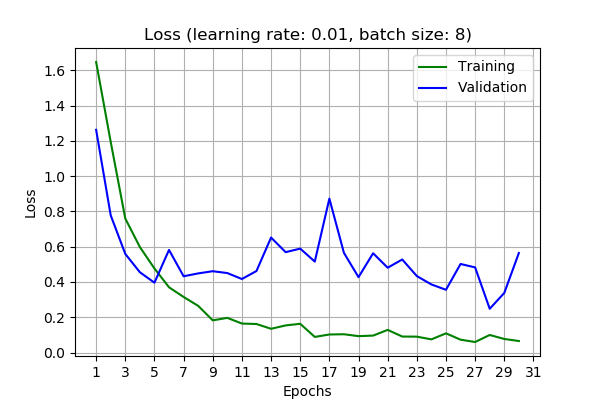 Loss (learning rate: 0.01, batch size: 8)
Training
Validation
1.6
1.4
1.2
1.0
0.8
0.6
0.4
0.2
0.0
Loss
1 3 5 7 9 11 13 15 17 19 21 23 25 27 29 31
Epochs